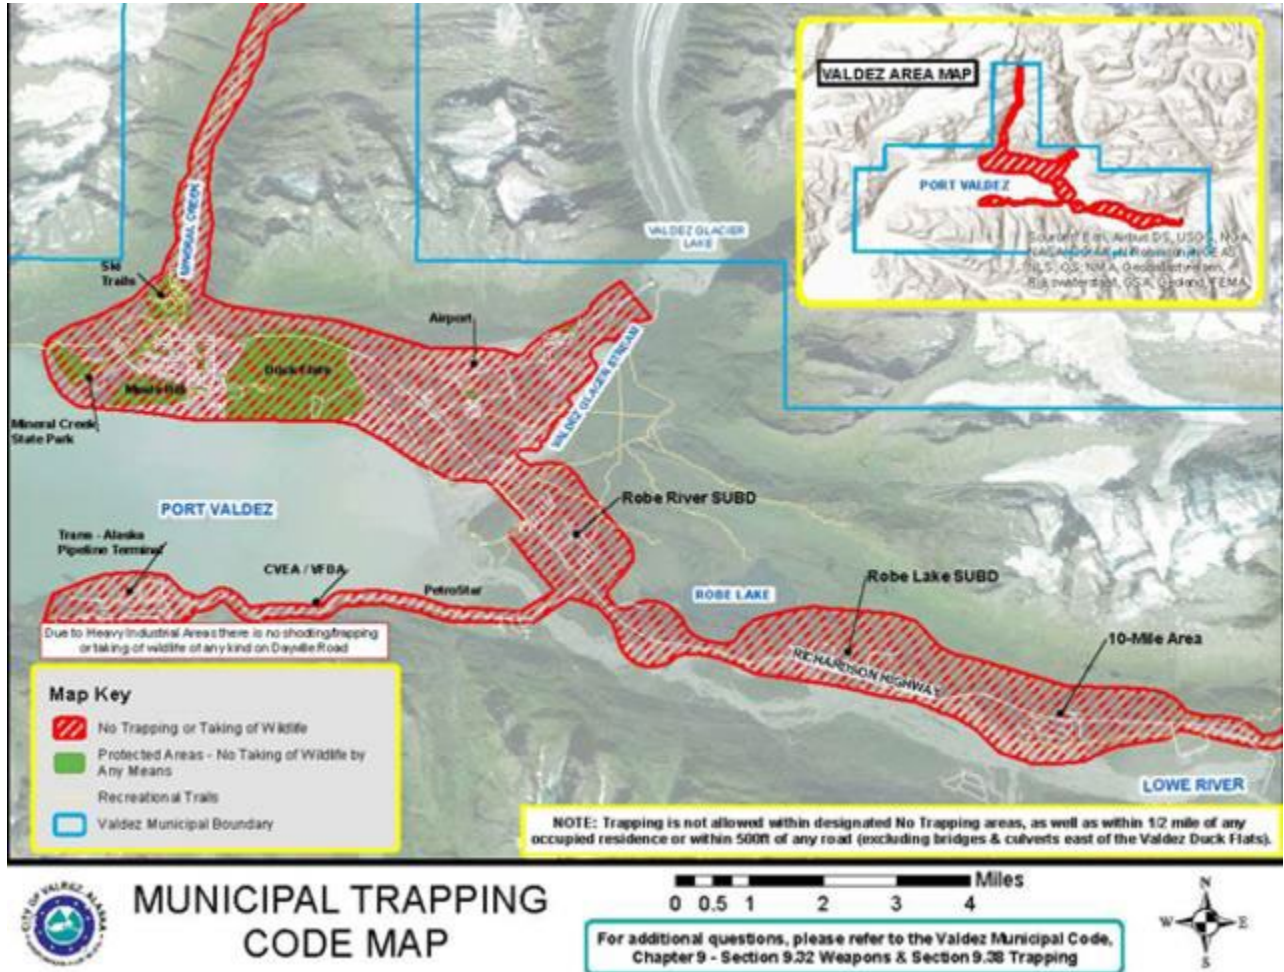 VALDEZ AREA MAP
PORT VALDEZ
MINERAL CREEK
VALDEZ GLACIER
LAKE
Ski
Trails
Airport
Duck Flats
Mineral Creek
State Park
VALDEZ GLACIER STREAM
Robe River SUBD
PORT VALDEZ
Trans - Alaska
Pipeline Terminal
CVEA / VFDA
PetroStar
ROBE LAKE
Robe Lake SUBD
10-Mile Area
RICHARDSON HIGHWAY
LOWE RIVER
Due to Heavy Industrial Areas there is no shooting/trapping
or taking of wildlife of any kind on Dayville Road
Map Key
No Trapping or Taking of Wildlife
Protected Areas - No Taking of Wildlife by
Any Means
Recreational Trails
Valdez Municipal Boundary
NOTE: Trapping is not allowed within designated No Trapping areas, as well as within 1/2 mile of any
occupied residence or within 500ft of any road (excluding bridges & culverts east of the Valdez Duck Flats).
CITY OF VALDEZ, ALASKA
MUNICIPAL TRAPPING
CODE MAP
Miles
0 0.5 1 2 3 4
For additional questions, please refer to the Valdez Municipal Code,
Chapter 9 - Section 9.32 Weapons & Section 9.38 Trapping
N
W E
S